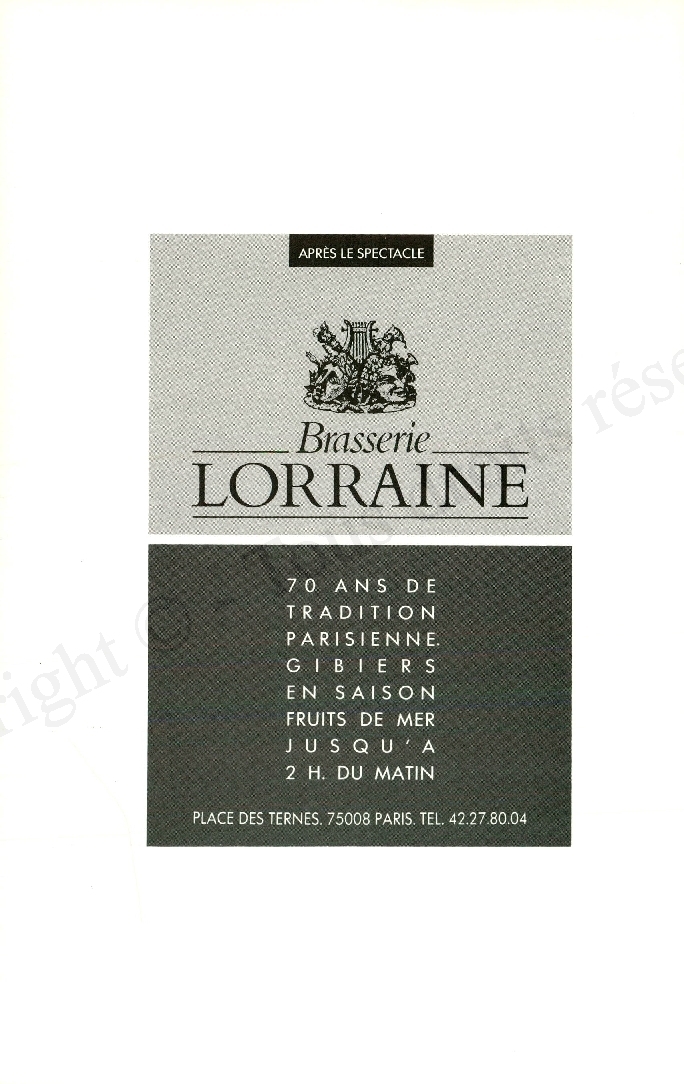 APRÈS LE SPECTACLE
Brasserie
LORRAINE
70 ANS DE
TRADITION
PARISIENNE.
GIBIERS
EN SAISON
FRUITS DE MER
JUSQU'A
2 H. DU MATIN
PLACE DES TERNES. 75008 PARIS. TEL. 42.27.80.04